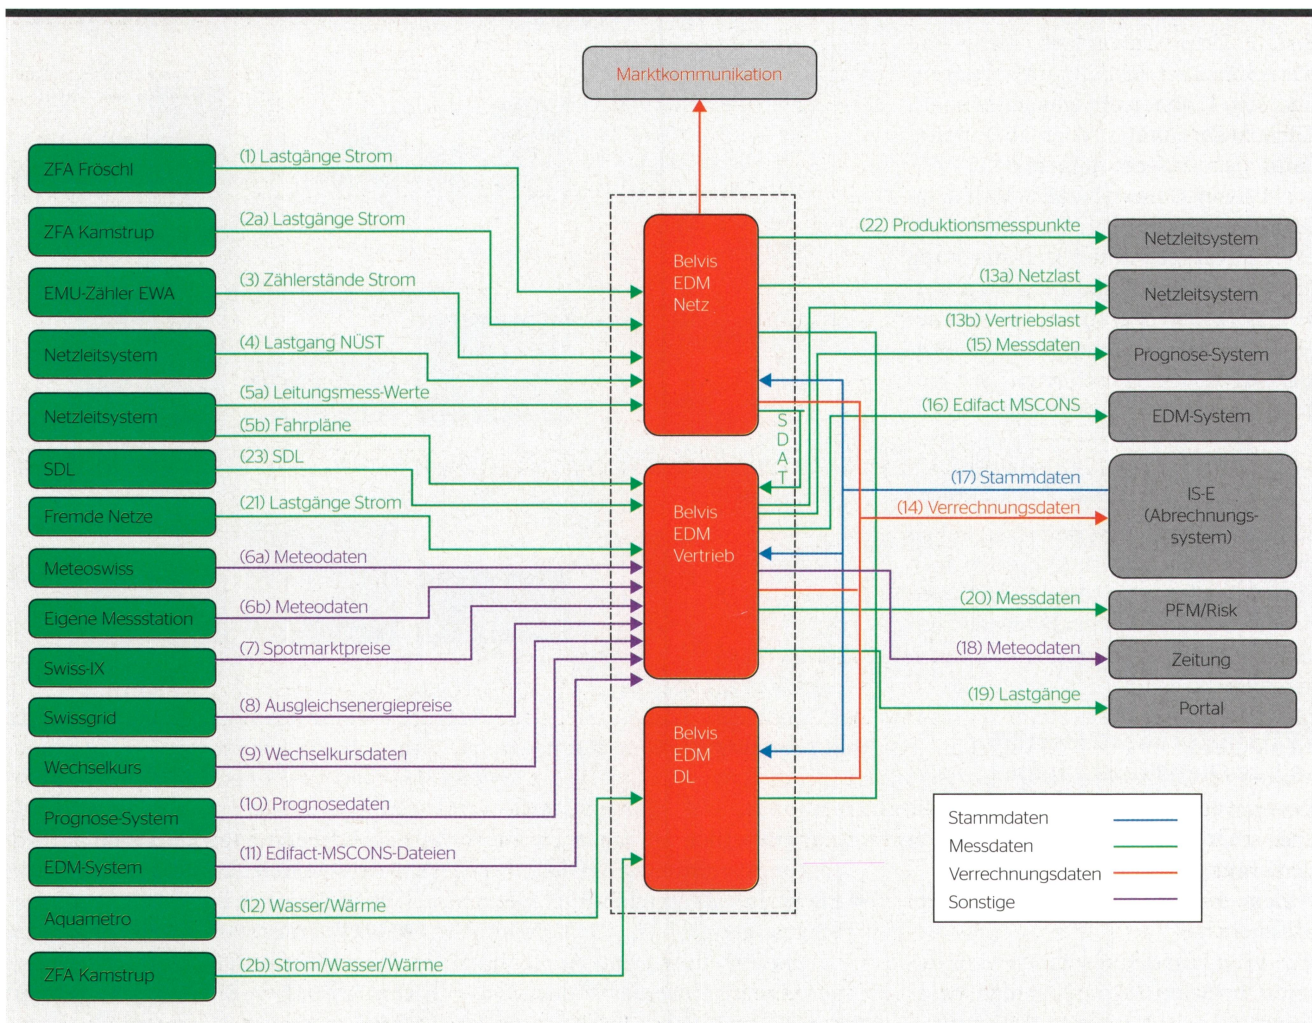 Marktkommunikation
ZFA Fröschl
(1) Lastgänge Strom
ZFA Kamstrup
(2a) Lastgänge Strom
EMU-Zähler EWA
(3) Zählerstände Strom
Netzleitsystem
(4) Lastgang NÜST
Netzleitsystem
(5a) Leitungsmess-Werte
(5b) Fahrpläne
SDL
(23) SDL
Fremde Netze
(21) Lastgänge Strom
Meteoswiss
(6a) Meteodaten
Eigene Messstation
(6b) Meteodaten
Swiss-IX
(7) Spotmarktpreise
Swissgrid
(8) Ausgleichsenergiepreise
Wechselkurs
(9) Wechselkursdaten
Prognose-System
(10) Prognosedaten
EDM-System
(11) Edifact-MSCONS-Dateien
Aquametro
(12) Wasser/Wärme
ZFA Kamstrup
(2b) Strom/Wasser/Wärme
Belvis
EDM
Netz
S
D
A
T
Belvis
EDM
Vertrieb
Belvis
EDM
DL
(22) Produktionsmesspunkte
Netzleitsystem
(13a) Netzlast
Netzleitsystem
(13b) Vertriebslast
(15) Messdaten
Prognose-System
(16) Edifact MSCONS
EDM-System
(17) Stammdaten
(14) Verrechnungsdaten
IS-E
(Abrechnungs-
system)
(20) Messdaten
PFM/Risk
(18) Meteodaten
Zeitung
(19) Lastgänge
Portal
Stammdaten
Messdaten
Verrechnungsdaten
Sonstige